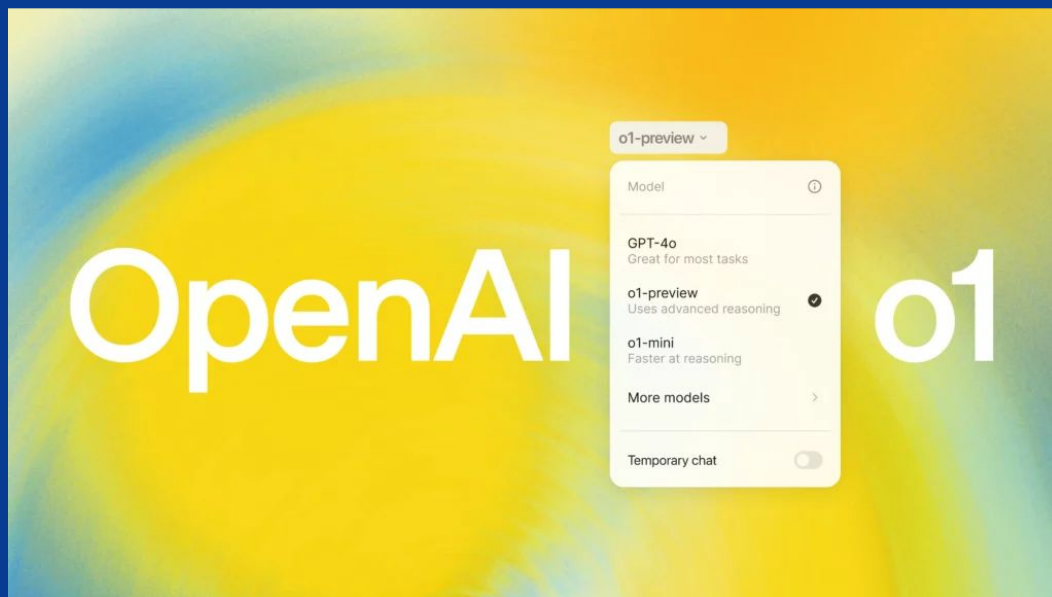 OpenAI
o1-preview
Model
GPT-4o
Great for most tasks
o1-preview
Uses advanced reasoning
o1-mini
Faster at reasoning
More models
Temporary chat
o1